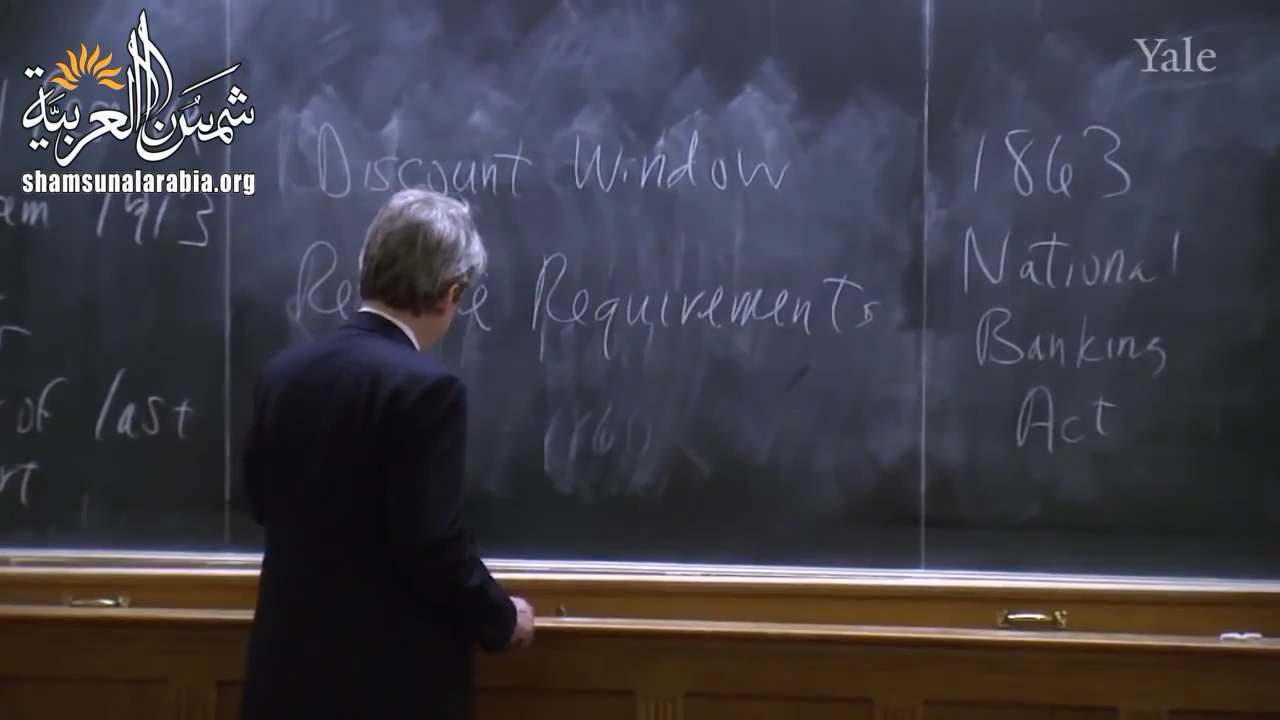 شمس العربية
shamsunalarabia.org
Yale
1913
of last
Discount Window
Requirements
1863
National
Banking
Act